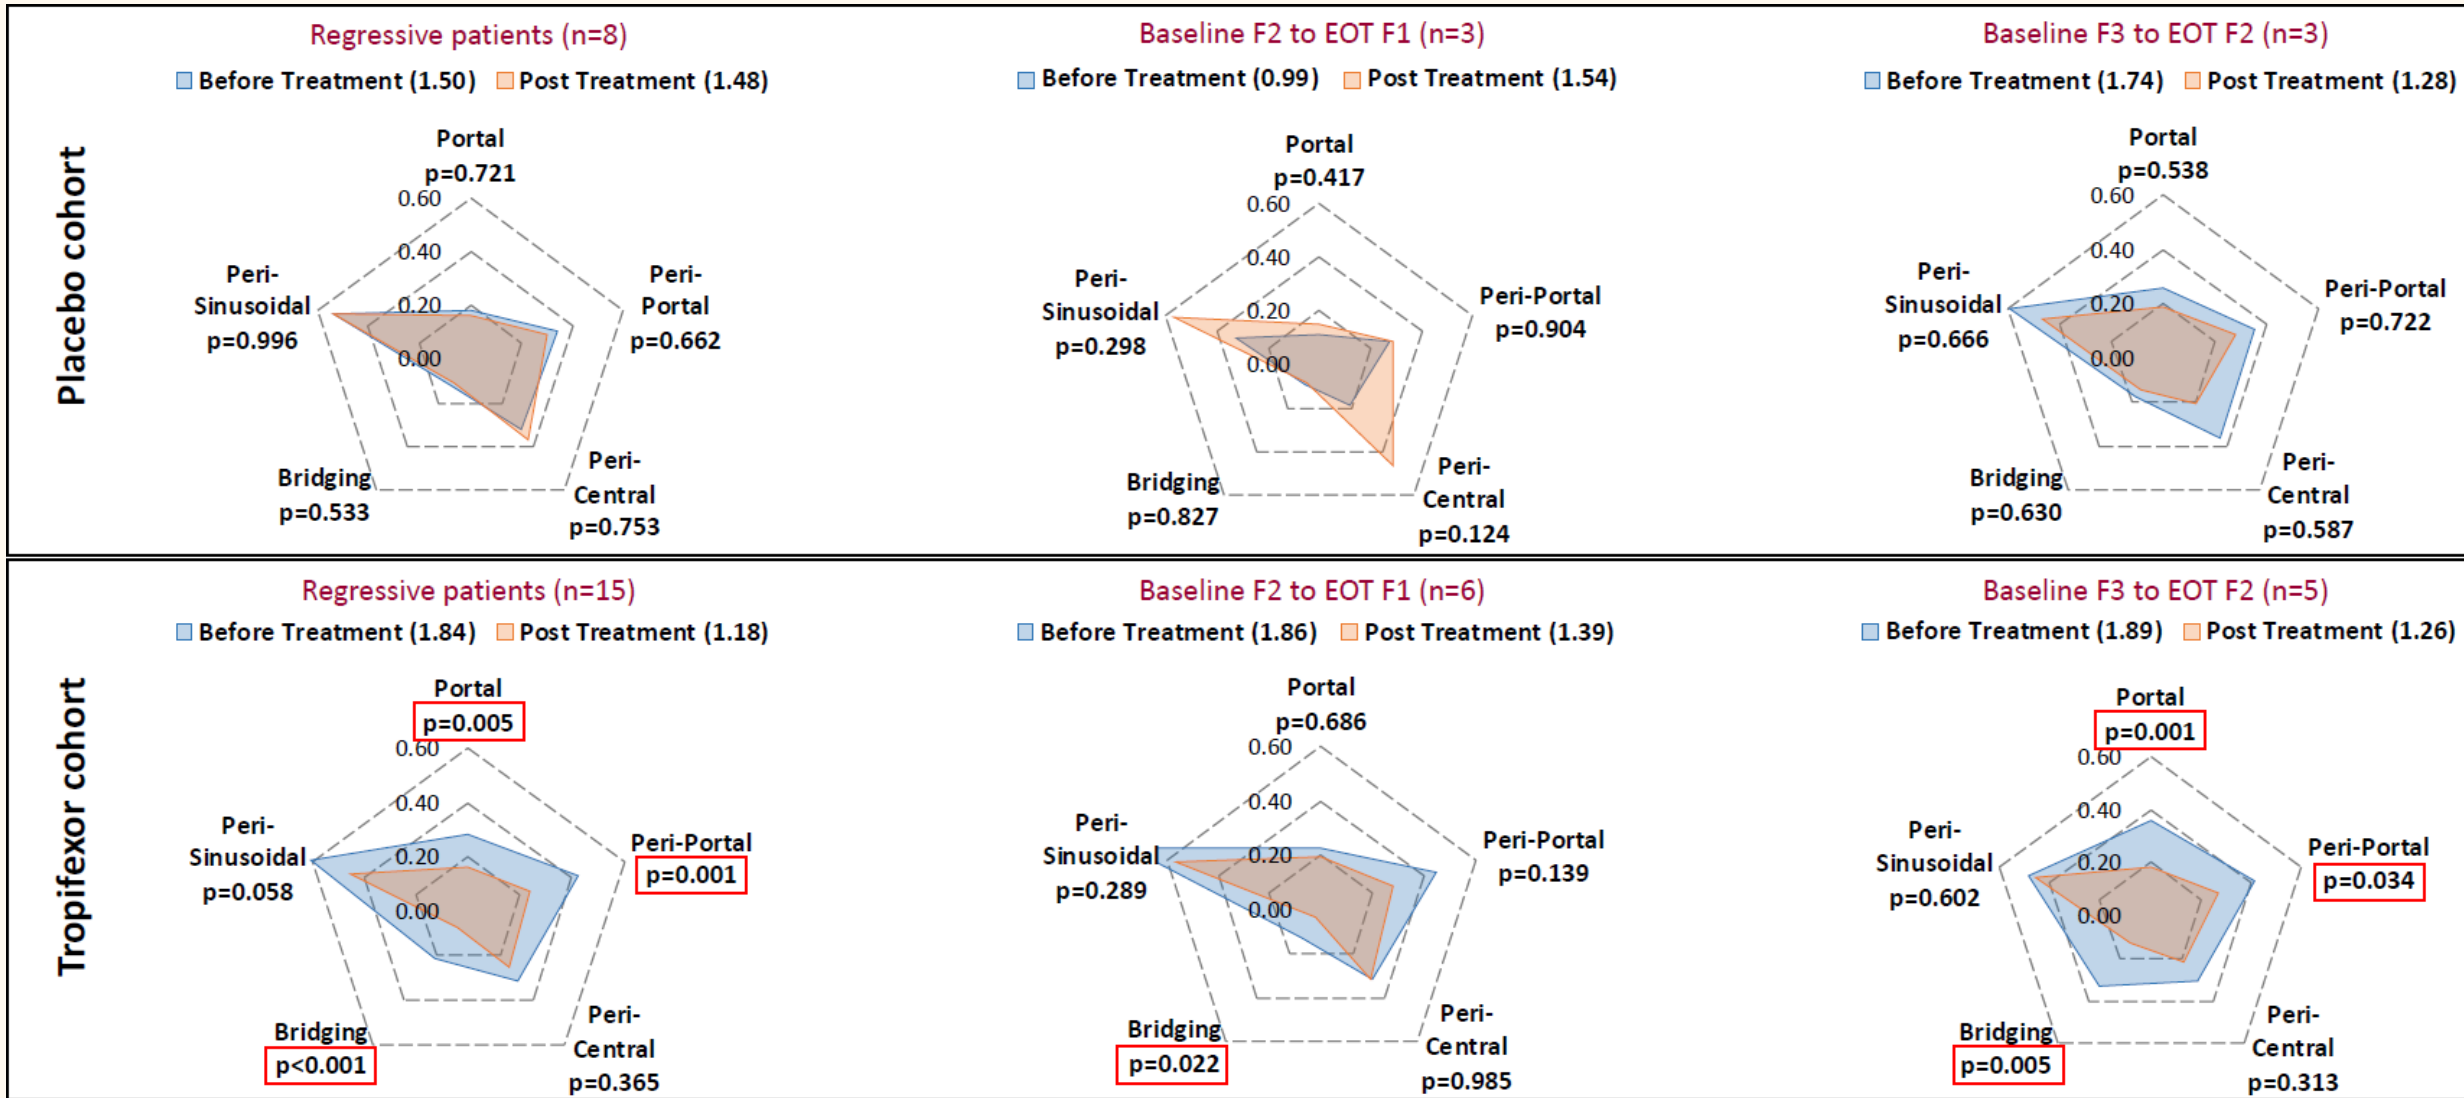 Placebo cohort
Regressive patients (n=8)
Before Treatment (1.50) Post Treatment (1.48)
Portal
p=0.721
0.60
0.40
0.20
0.00
Peri-
Portal
p=0.662
Peri-
Central
p=0.753
Bridging
p=0.533
Peri-
Sinusoidal
p=0.996
Baseline F2 to EOT F1 (n=3)
Before Treatment (0.99) Post Treatment (1.54)
Portal
p=0.417
0.60
0.40
0.20
0.00
Peri-Portal
p=0.904
Peri-
Central
p=0.124
Bridging
p=0.827
Peri-
Sinusoidal
p=0.298
Baseline F3 to EOT F2 (n=3)
Before Treatment (1.74) Post Treatment (1.28)
Portal
p=0.538
0.60
0.40
0.20
0.00
Peri-Portal
p=0.722
Peri-
Central
p=0.587
Bridging
p=0.630
Peri-
Sinusoidal
p=0.666
Tropifexor cohort
Regressive patients (n=15)
Before Treatment (1.84) Post Treatment (1.18)
Portal
p=0.005
0.60
0.40
0.20
0.00
Peri-Portal
p=0.001
Peri-
Central
p=0.365
Bridging
p<0.001
Peri-
Sinusoidal
p=0.058
Baseline F2 to EOT F1 (n=6)
Before Treatment (1.86) Post Treatment (1.39)
Portal
p=0.686
0.60
0.40
0.20
0.00
Peri-Portal
p=0.139
Peri-
Central
p=0.985
Bridging
p=0.022
Peri-
Sinusoidal
p=0.289
Baseline F3 to EOT F2 (n=5)
Before Treatment (1.89) Post Treatment (1.26)
Portal
p=0.001
0.60
0.40
0.20
0.00
Peri-Portal
p=0.034
Peri-
Central
p=0.313
Bridging
p=0.005
Peri-
Sinusoidal
p=0.602